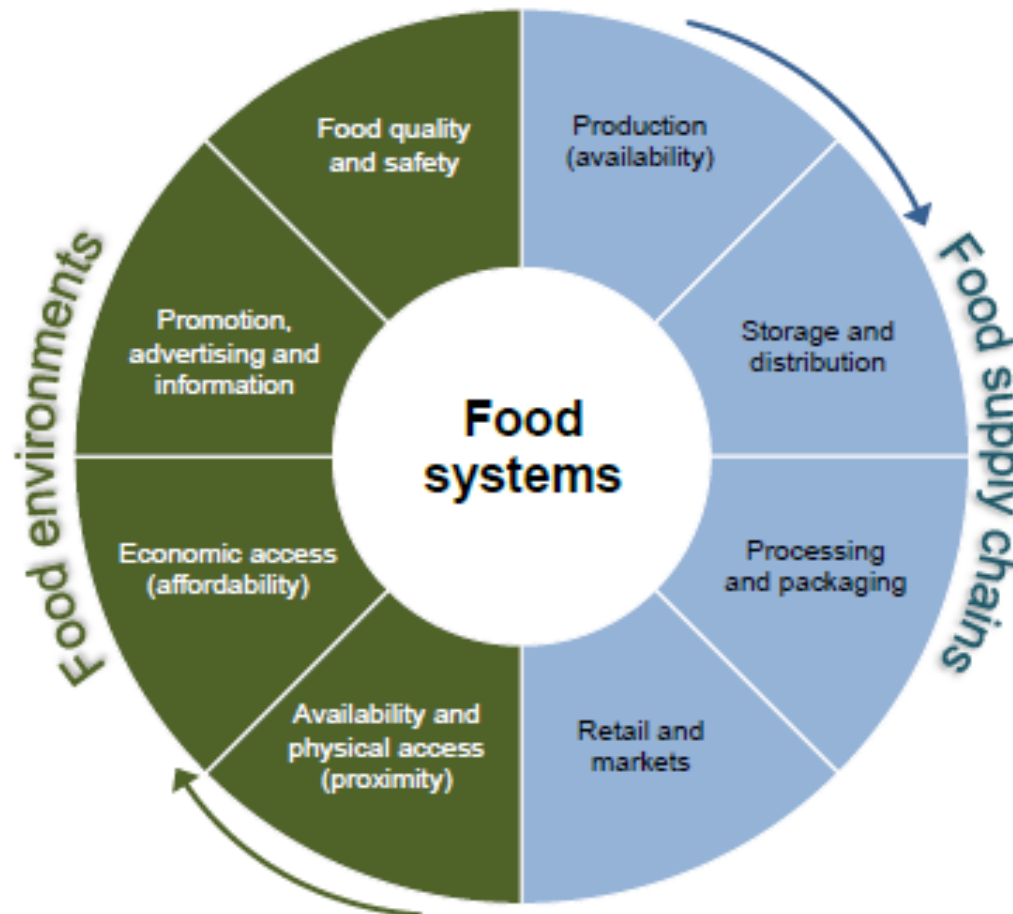 Food quality
and safety
Production
(availability)
Promotion,
advertising and
information
Storage and
distribution
Food
systems
Economic access
(affordability)
Processing
and packaging
Availability and
physical access
(proximity)
Retail and
markets
Food environments
Food supply chains